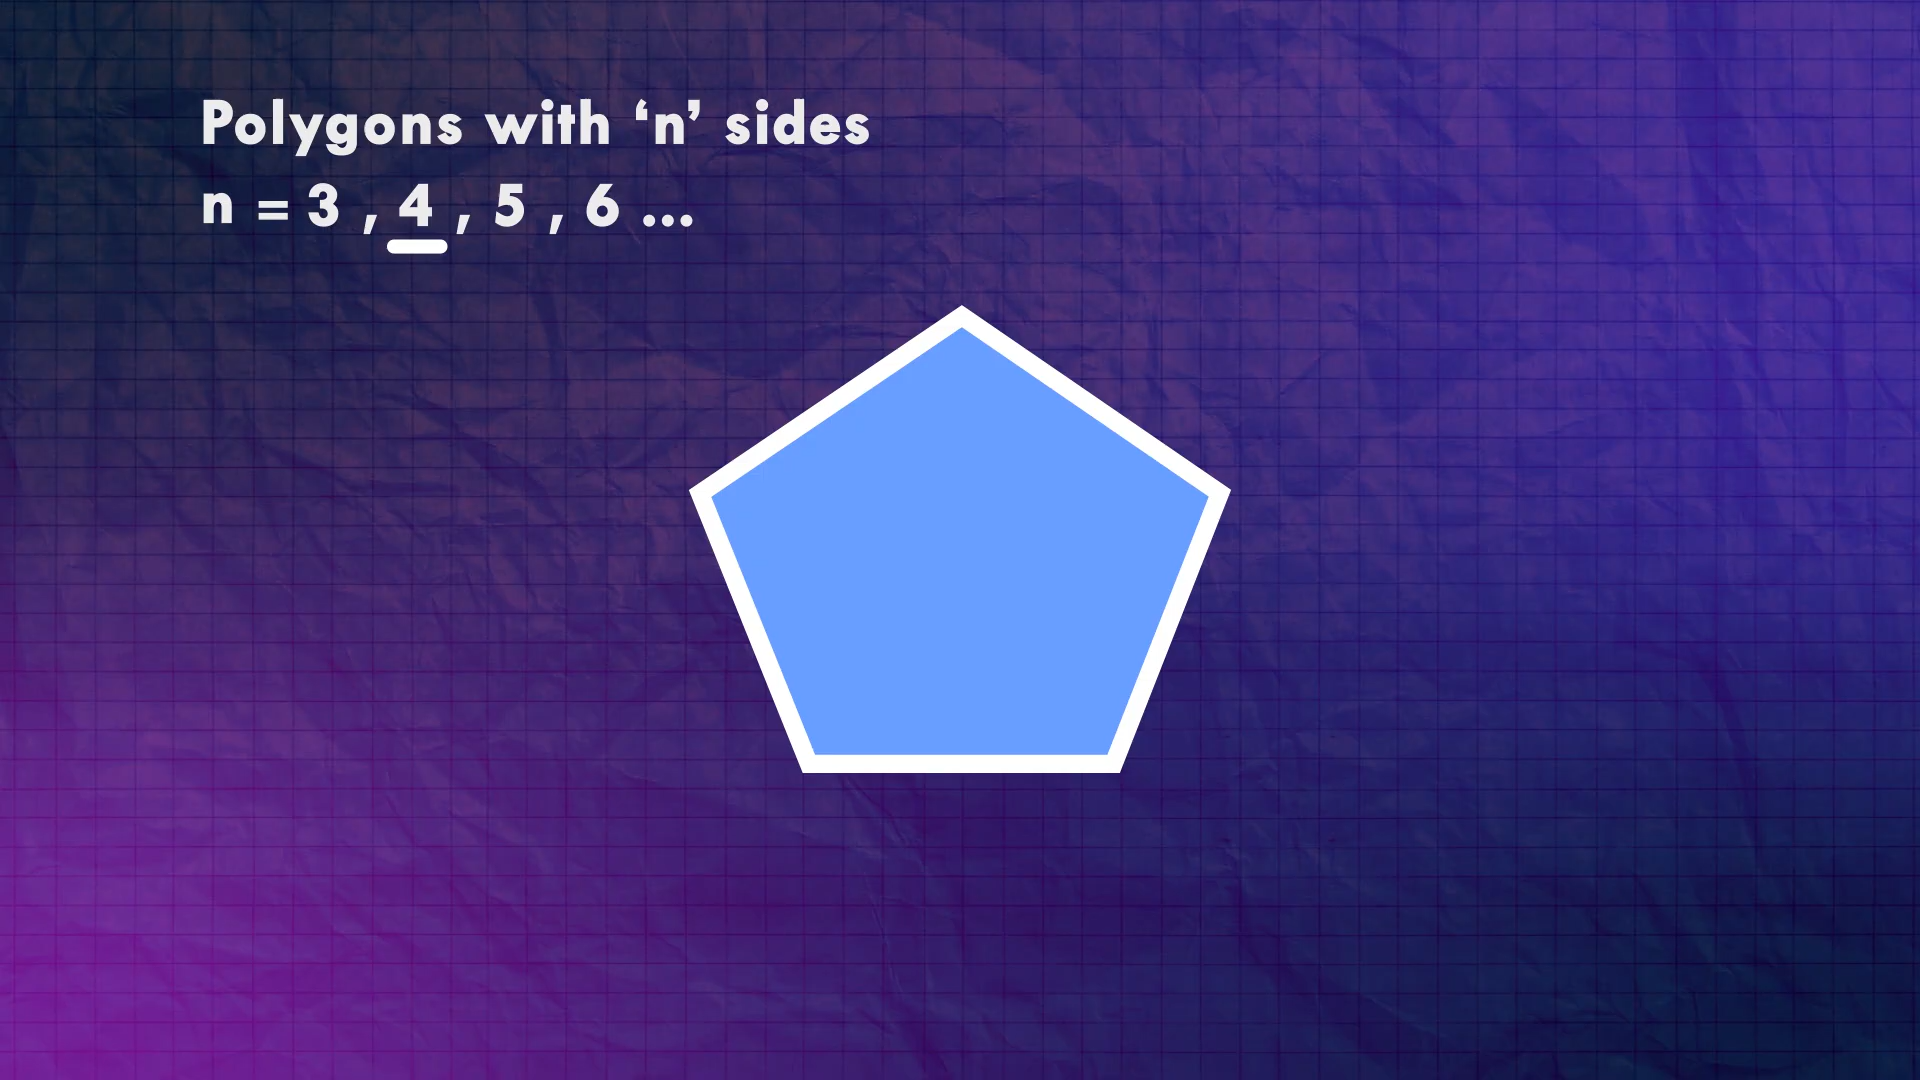 Polygons with ‘n’ sides
n = 3 , 4 , 5 , 6 ...